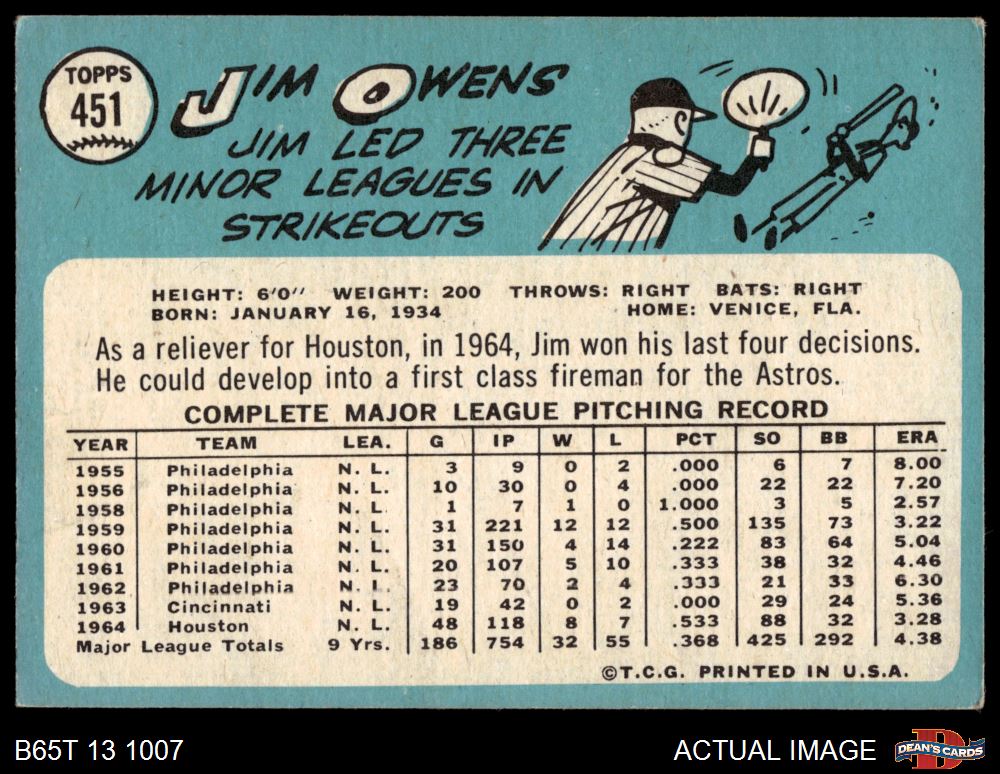 TOPPS
451
JIM OWENS
JIM LED THREE
MINOR LEAGUES IN
STRIKEOUTS
HEIGHT: 6'0" WEIGHT: 200 THROWS: RIGHT BATS: RIGHT
BORN: JANUARY 16, 1934 HOME: VENICE, FLA.
As a reliever for Houston, in 1964, Jim won his last four decisions.
He could develop into a first class fireman for the Astros.
COMPLETE MAJOR LEAGUE PITCHING RECORD
YEAR TEAM LEA. G IP W L PCT SO BB ERA
1955 Philadelphia N. L. 3 9 0 2 .000 6 7 8.00
1956 Philadelphia N. L. 10 30 0 4 .000 22 22 7.20
1958 Philadelphia N. L. 1 7 1 0 1.000 3 5 2.57
1959 Philadelphia N. L. 31 221 12 12 .500 135 73 3.22
1960 Philadelphia N. L. 31 150 4 14 .222 83 64 5.04
1961 Philadelphia N. L. 20 107 5 10 .333 38 32 4.46
1962 Philadelphia N. L. 23 70 2 4 .333 21 33 6.30
1963 Cincinnati N. L. 19 42 0 2 .000 29 24 5.36
1964 Houston N. L. 48 118 8 7 .533 88 32 3.28
Major League Totals 9 Yrs. 186 754 32 55 .368 425 292 4.38
©T.C.G. PRINTED IN U.S.A.
B65T 13 1007
ACTUAL IMAGE
D
DEAN'S CARDS